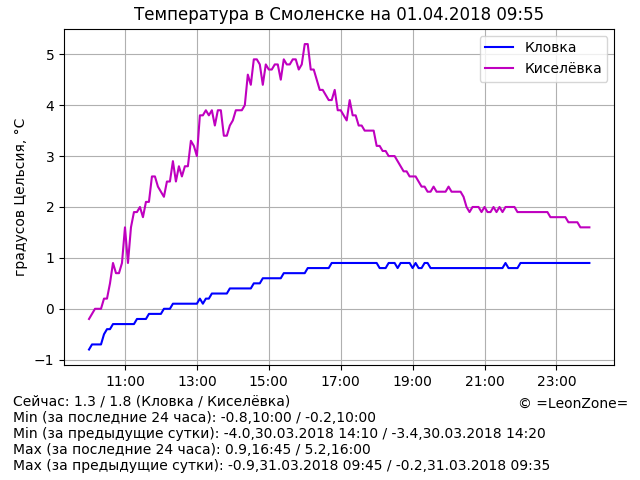 Температура в Смоленске на 01.04.2018 09:55
градусов Цельсия, °C
5
4
3
2
1
0
−1
Кловка
Киселёвка
11:00 13:00 15:00 17:00 19:00 21:00 23:00
Сейчас: 1.3 / 1.8 (Кловка / Киселёвка)
© =LeonZone=
Min (за последние 24 часа): -0.8,10:00 / -0.2,10:00
Min (за предыдущие сутки): -4.0,30.03.2018 14:10 / -3.4,30.03.2018 14:20
Max (за последние 24 часа): 0.9,16:45 / 5.2,16:00
Max (за предыдущие сутки): -0.9,31.03.2018 09:45 / -0.2,31.03.2018 09:35